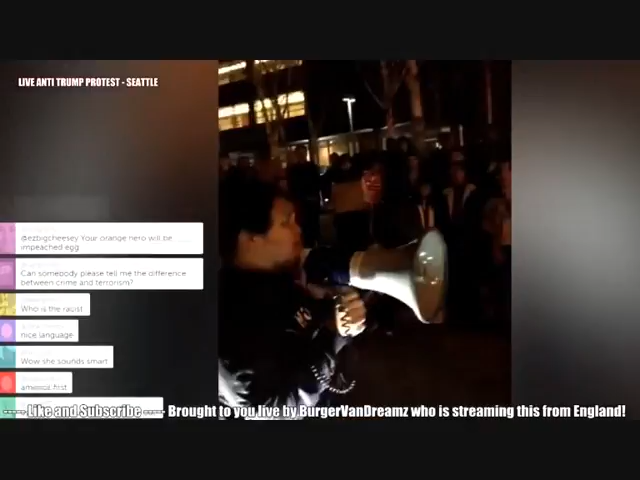 LIVE ANTI TRUMP PROTEST - SEATTLE
@ezbigcheesey Your orange hero will be
impeached egg
Can somebody please tell me the difference
between crime and terrorism?
Who is the racist
nice language
Wow she sounds smart
america first
----- Like and Subscribe ----- Brought to you live by BurgerVanDreamz who is streaming this from England!